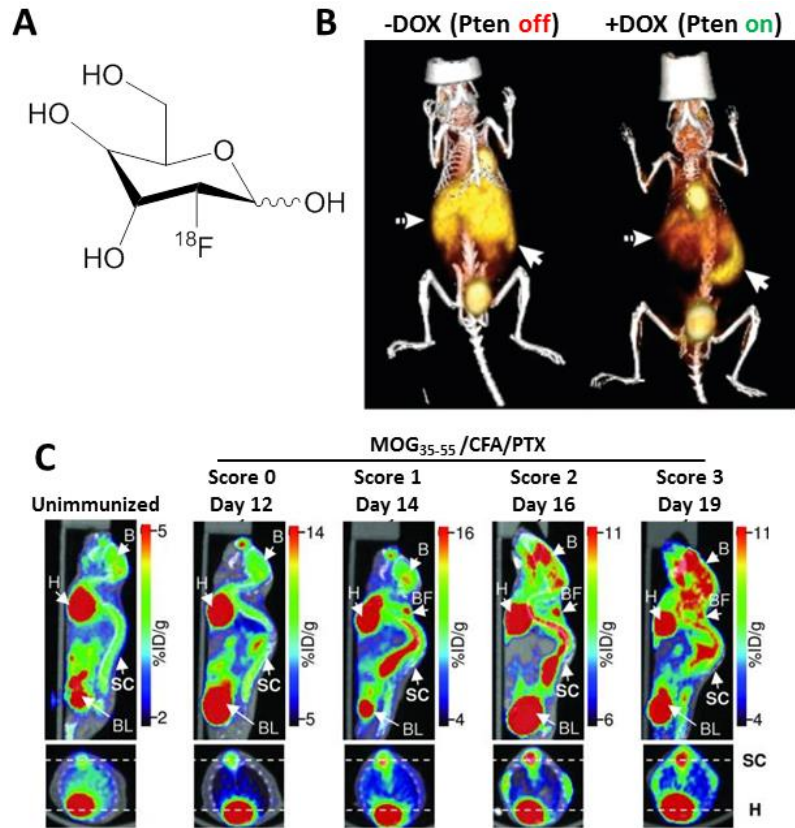 A
HO
HO
O
OH
HO
18F
B
-DOX (Pten off) +DOX (Pten on)
C
MOG35-55 /CFA/PTX
Unimmunized
Score 0
Day 12
Score 1
Day 14
Score 2
Day 16
Score 3
Day 19
H
B
SC
BL
5
%ID/g
2
H
B
SC
BL
14
%ID/g
5
H
B
BF
SC
BL
16
%ID/g
4
H
B
BF
SC
BL
11
%ID/g
6
H
B
BF
SC
BL
11
%ID/g
4
SC
H